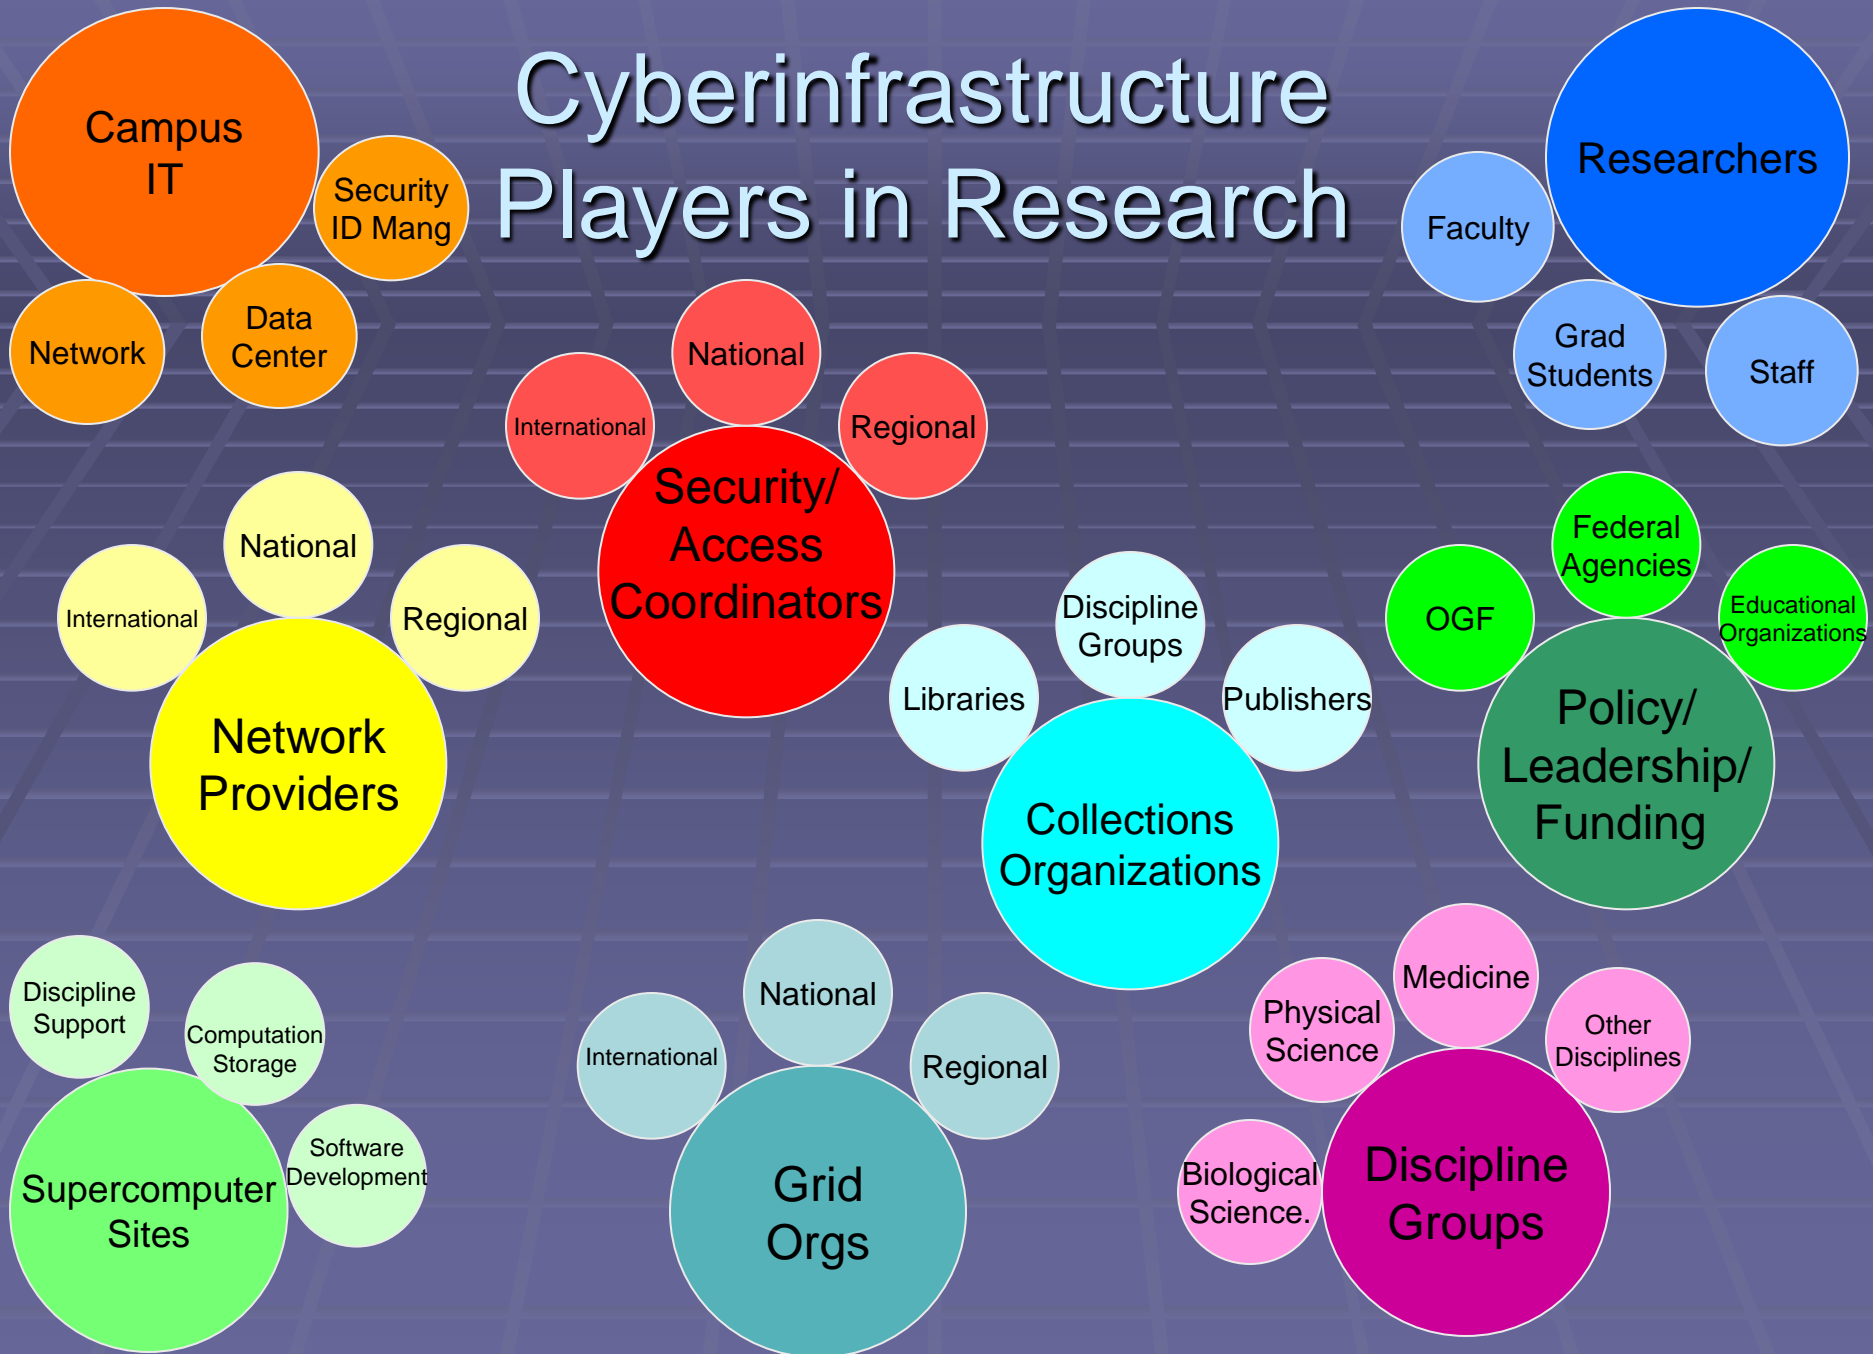 Cyberinfrastructure
Players in Research
Campus
IT
Security
ID Mang
Network
Data
Center
Researchers
Faculty
Grad
Students
Staff
International
National
Regional
Security/
Access
Coordinators
International
National
Regional
Network
Providers
Libraries
Discipline
Groups
Publishers
Collections
Organizations
OGF
Federal
Agencies
Educational
Organizations
Policy/
Leadership/
Funding
Discipline
Support
Computation
Storage
Software
Development
Supercomputer
Sites
International
National
Regional
Grid
Orgs
Biological
Science.
Physical
Science
Medicine
Other
Disciplines
Discipline
Groups